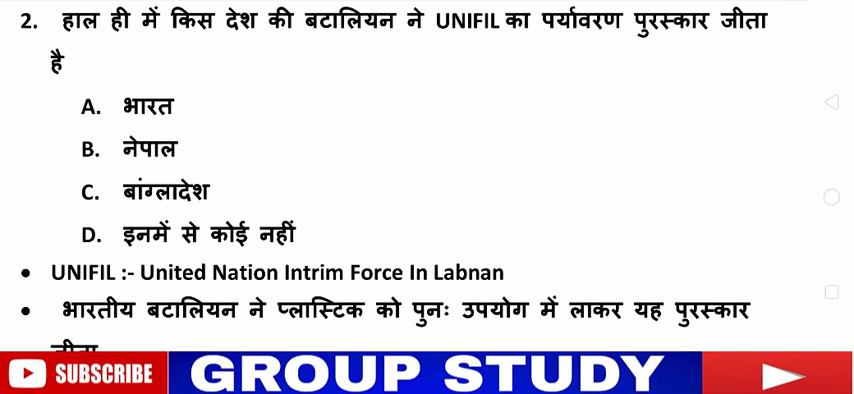 2. हाल ही में किस देश की बटालियन ने UNIFIL का पर्यावरण पुरस्कार जीता
है
A. भारत
B. नेपाल
C. बांग्लादेश
D. इनमें से कोई नहीं
• UNIFIL :- United Nation Intrim Force In Labnan
• भारतीय बटालियन ने प्लास्टिक को पुनः उपयोग में लाकर यह पुरस्कार
SUBSCRIBE GROUP STUDY